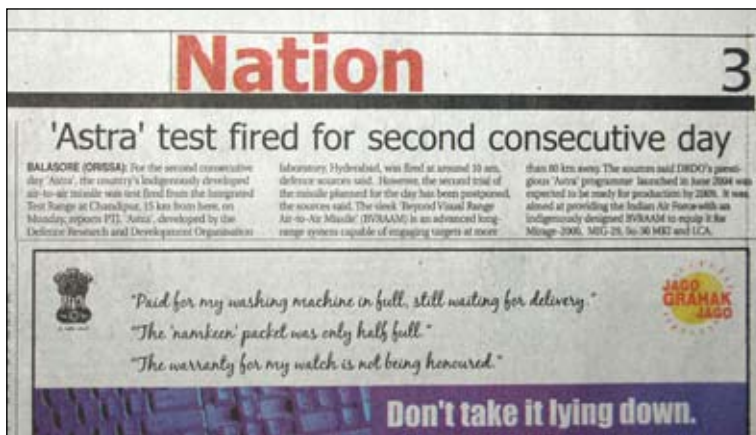 Nation
3
'Astra' test fired for second consecutive day
BALASORE (ORISSA): For the second consecutive
day 'Astra', the country's indigenously developed
air-to-air missile was test fired from the Integrated
Test Range at Chandipur, 15 km from here, on
Monday, reports PTI. 'Astra', developed by the
Defence Research and Development Organisation
laboratory, Hyderabad, was fired at around 10 am,
defence sources said. However, the second trial of
the missile planned for the day has been postponed,
the sources said. The sleek 'Beyond Visual Range
Air-to-Air Missile' (BVRAAM) is an advanced long-
range system capable of engaging targets at more
than 80 km away. The sources said DRDO's presti-
gious 'Astra' programme launched in June 2004 was
expected to be ready for production by 2009. It was
aimed at providing the Indian Air Force with an
indigenously designed BVRAAM to equip it for
Mirage-2000, MIG-29, Su-30 MKI and LCA.
"Paid for my washing machine in full, still waiting for delivery."
"The 'namkeen' packet was only half full."
"The warranty for my watch is not being honoured."
JAGO
GRAHAK
JAGO
Don't take it lying down.